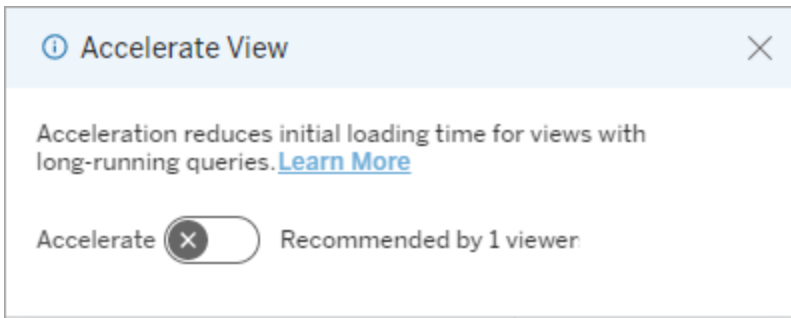 Accelerate View
Acceleration reduces initial loading time for views with
long-running queries. Learn More
Accelerate Recommended by 1 viewer